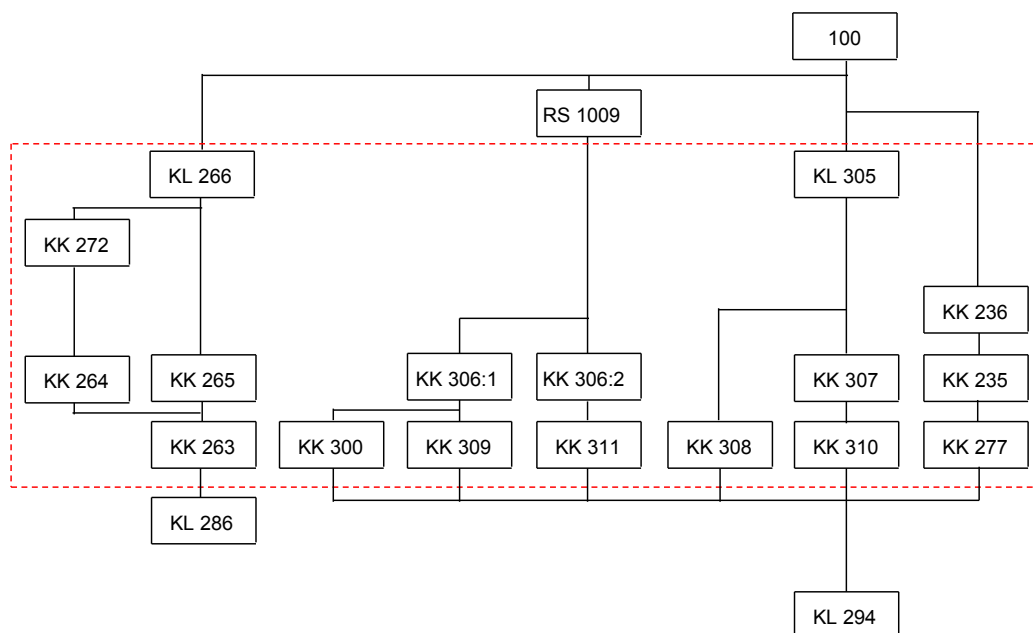 100
RS 1009
KL 266
KL 305
KK 272
KK 236
KK 264
KK 265
KK 306:1
KK 306:2
KK 307
KK 235
KK 263
KK 300
KK 309
KK 311
KK 308
KK 310
KK 277
KL 286
KL 294